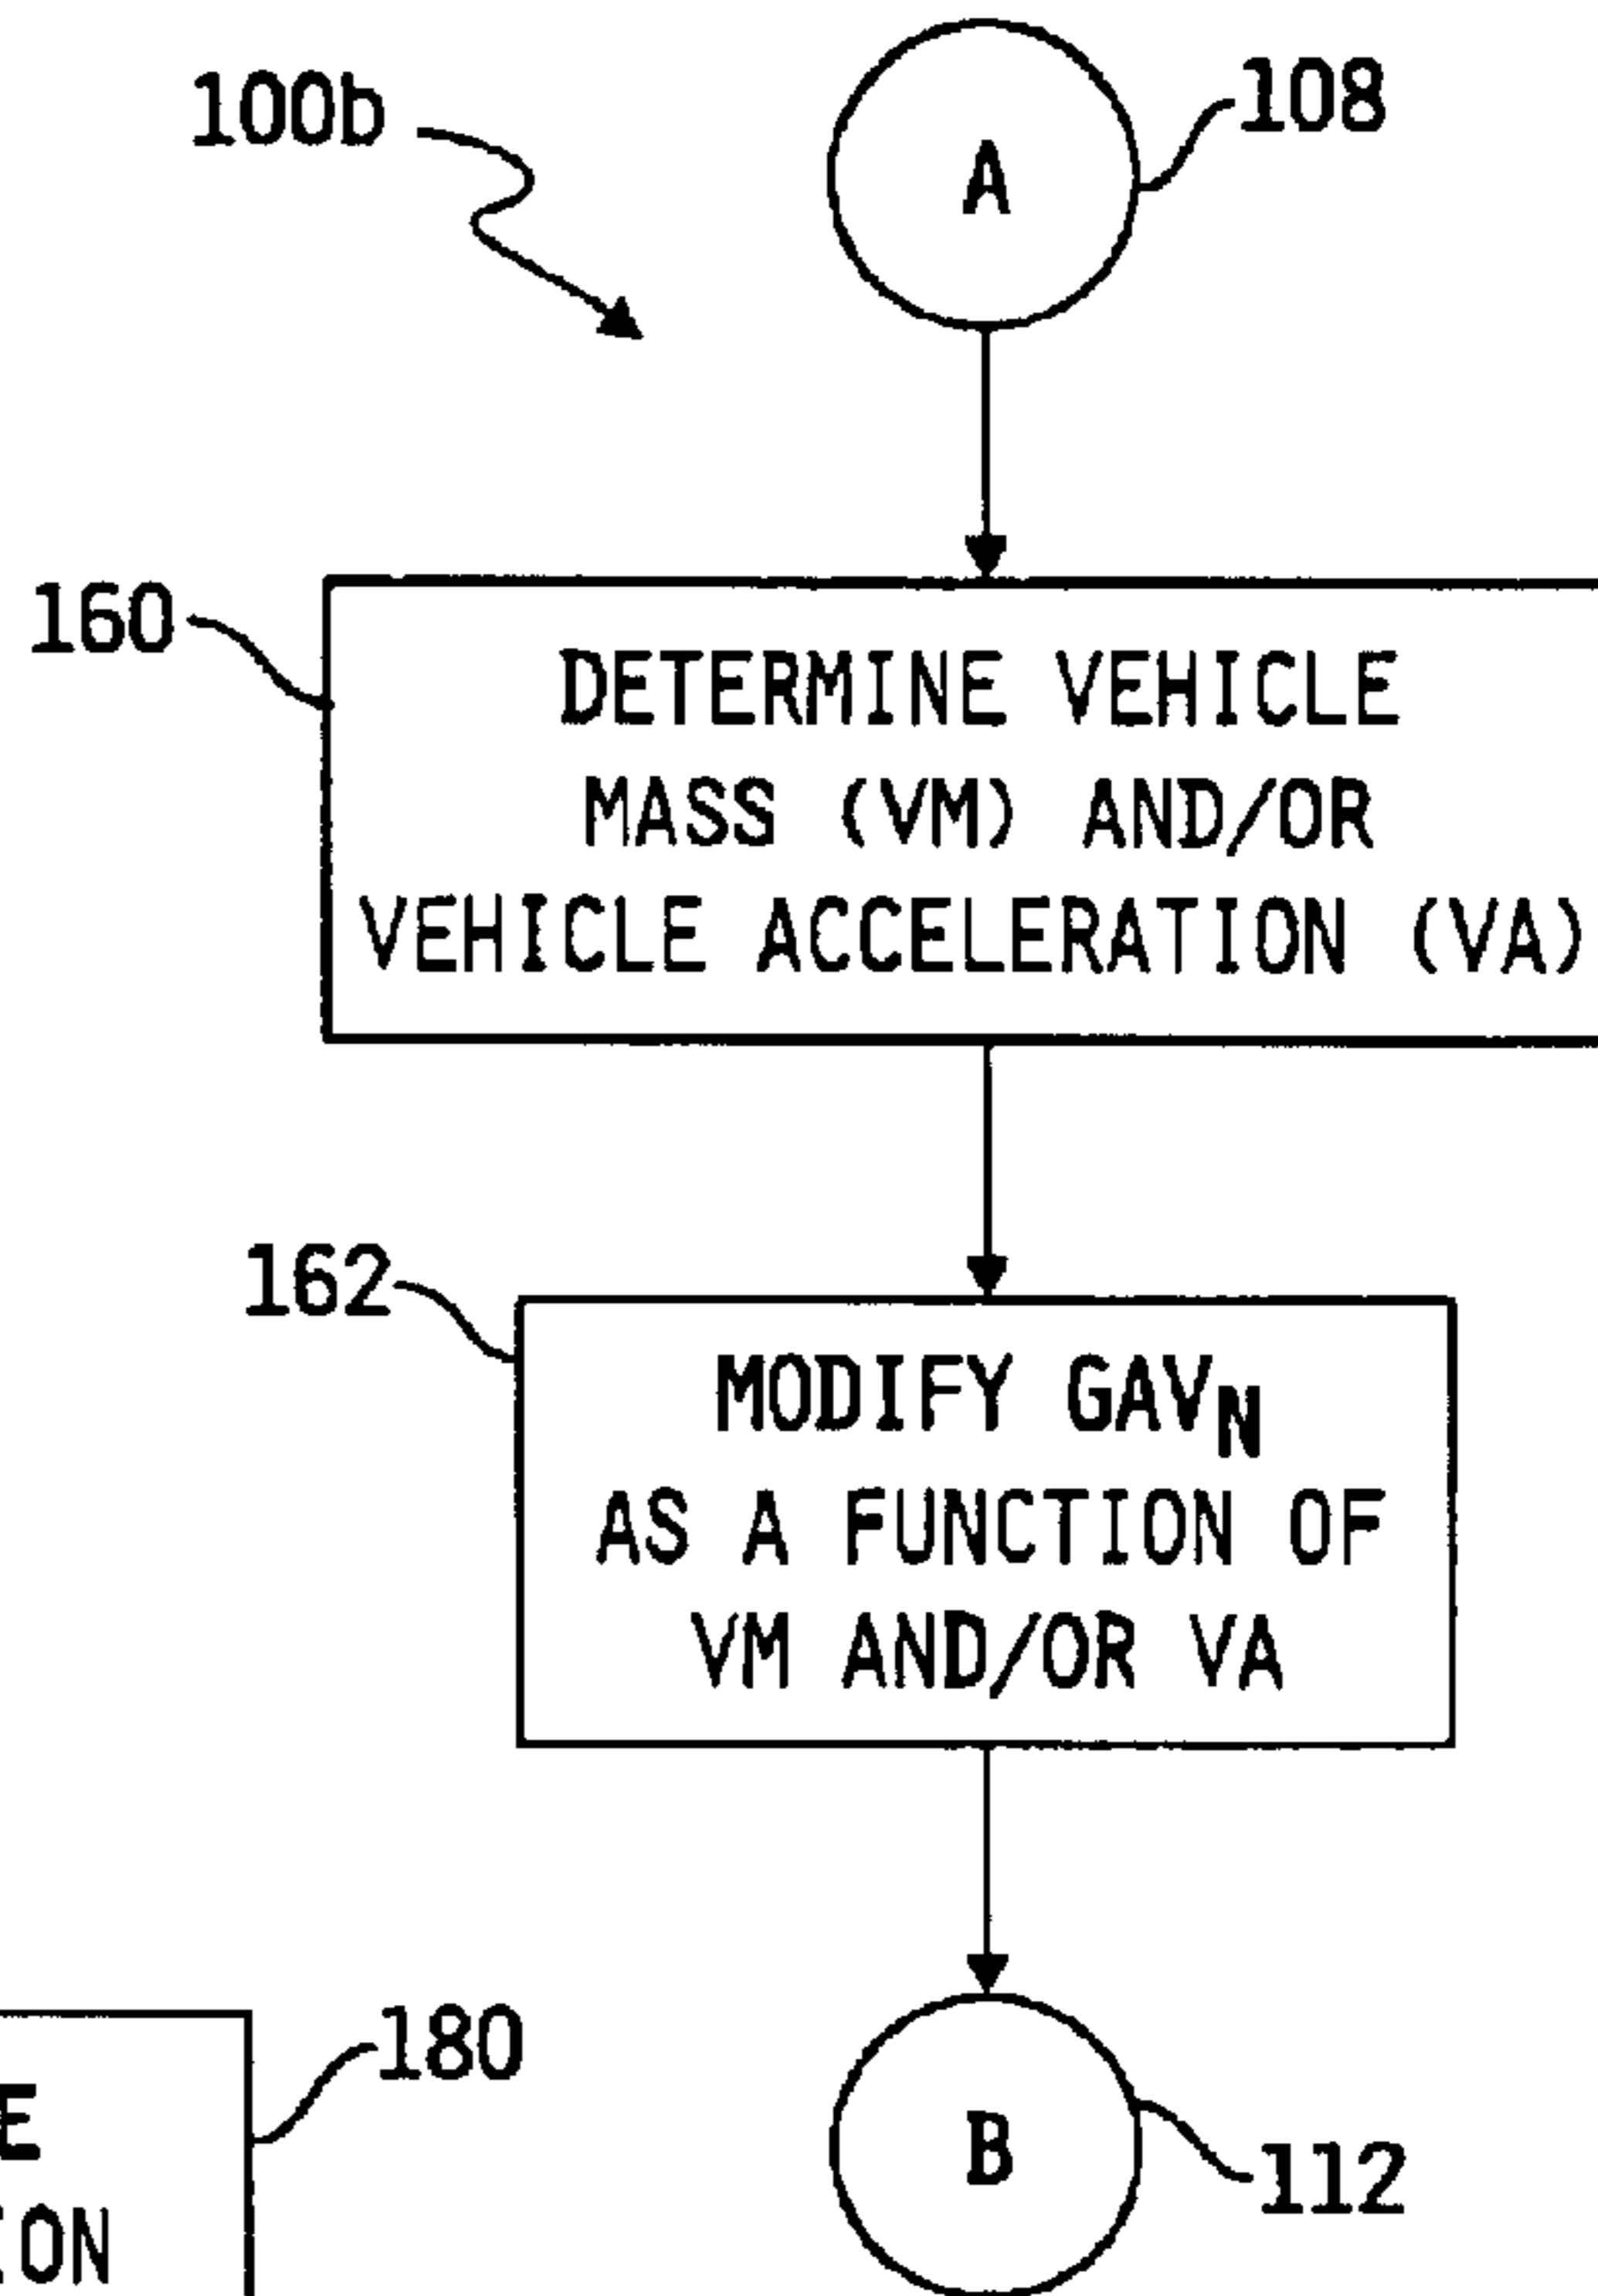 100b
A
108
160
DETERMINE VEHICLE
MASS (VM) AND/OR
VEHICLE ACCELERATION (VA)
162
MODIFY GAVN
AS A FUNCTION OF
VM AND/OR VA
180
B
112